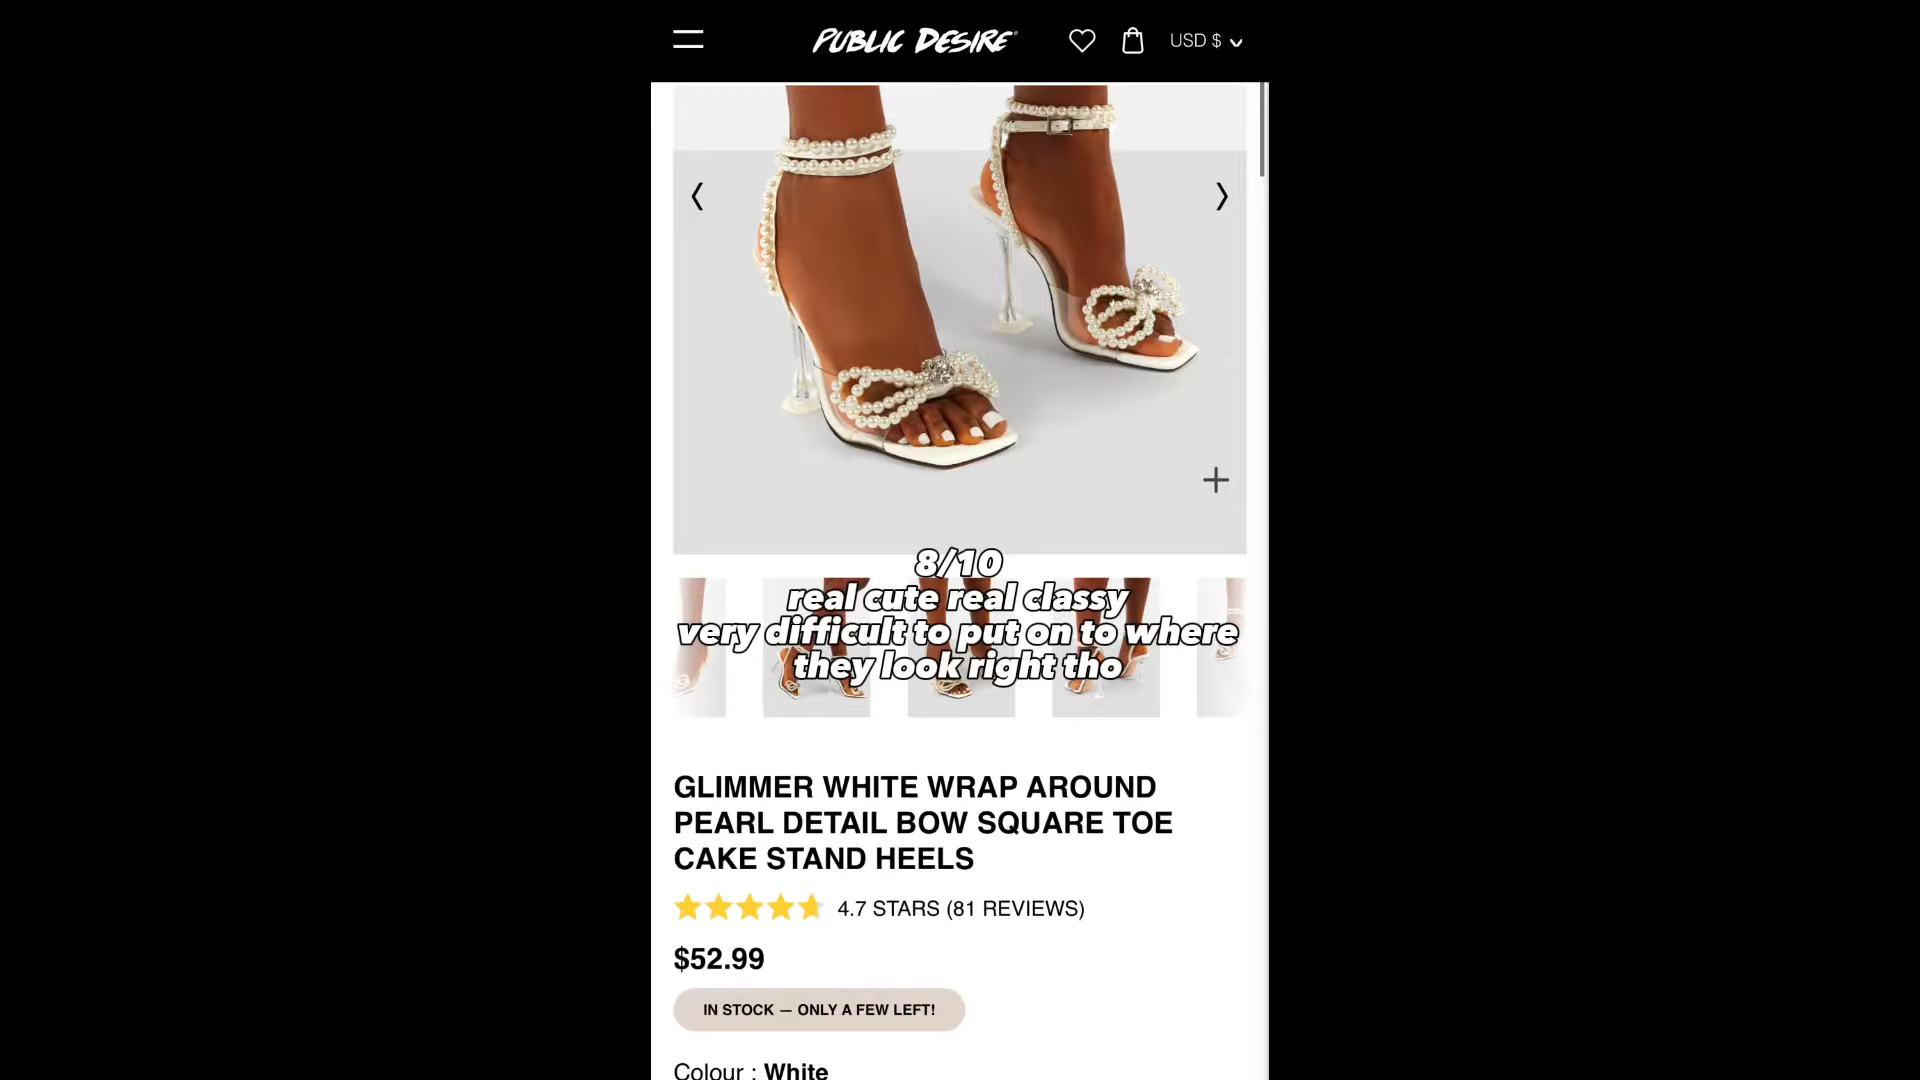 PUBLIC DESIRE
USD $
8/10
real cute real classy
very difficult to put on to where
they look right tho
GLIMMER WHITE WRAP AROUND
PEARL DETAIL BOW SQUARE TOE
CAKE STAND HEELS
4.7 STARS (81 REVIEWS)
$52.99
IN STOCK — ONLY A FEW LEFT!
Colour : White